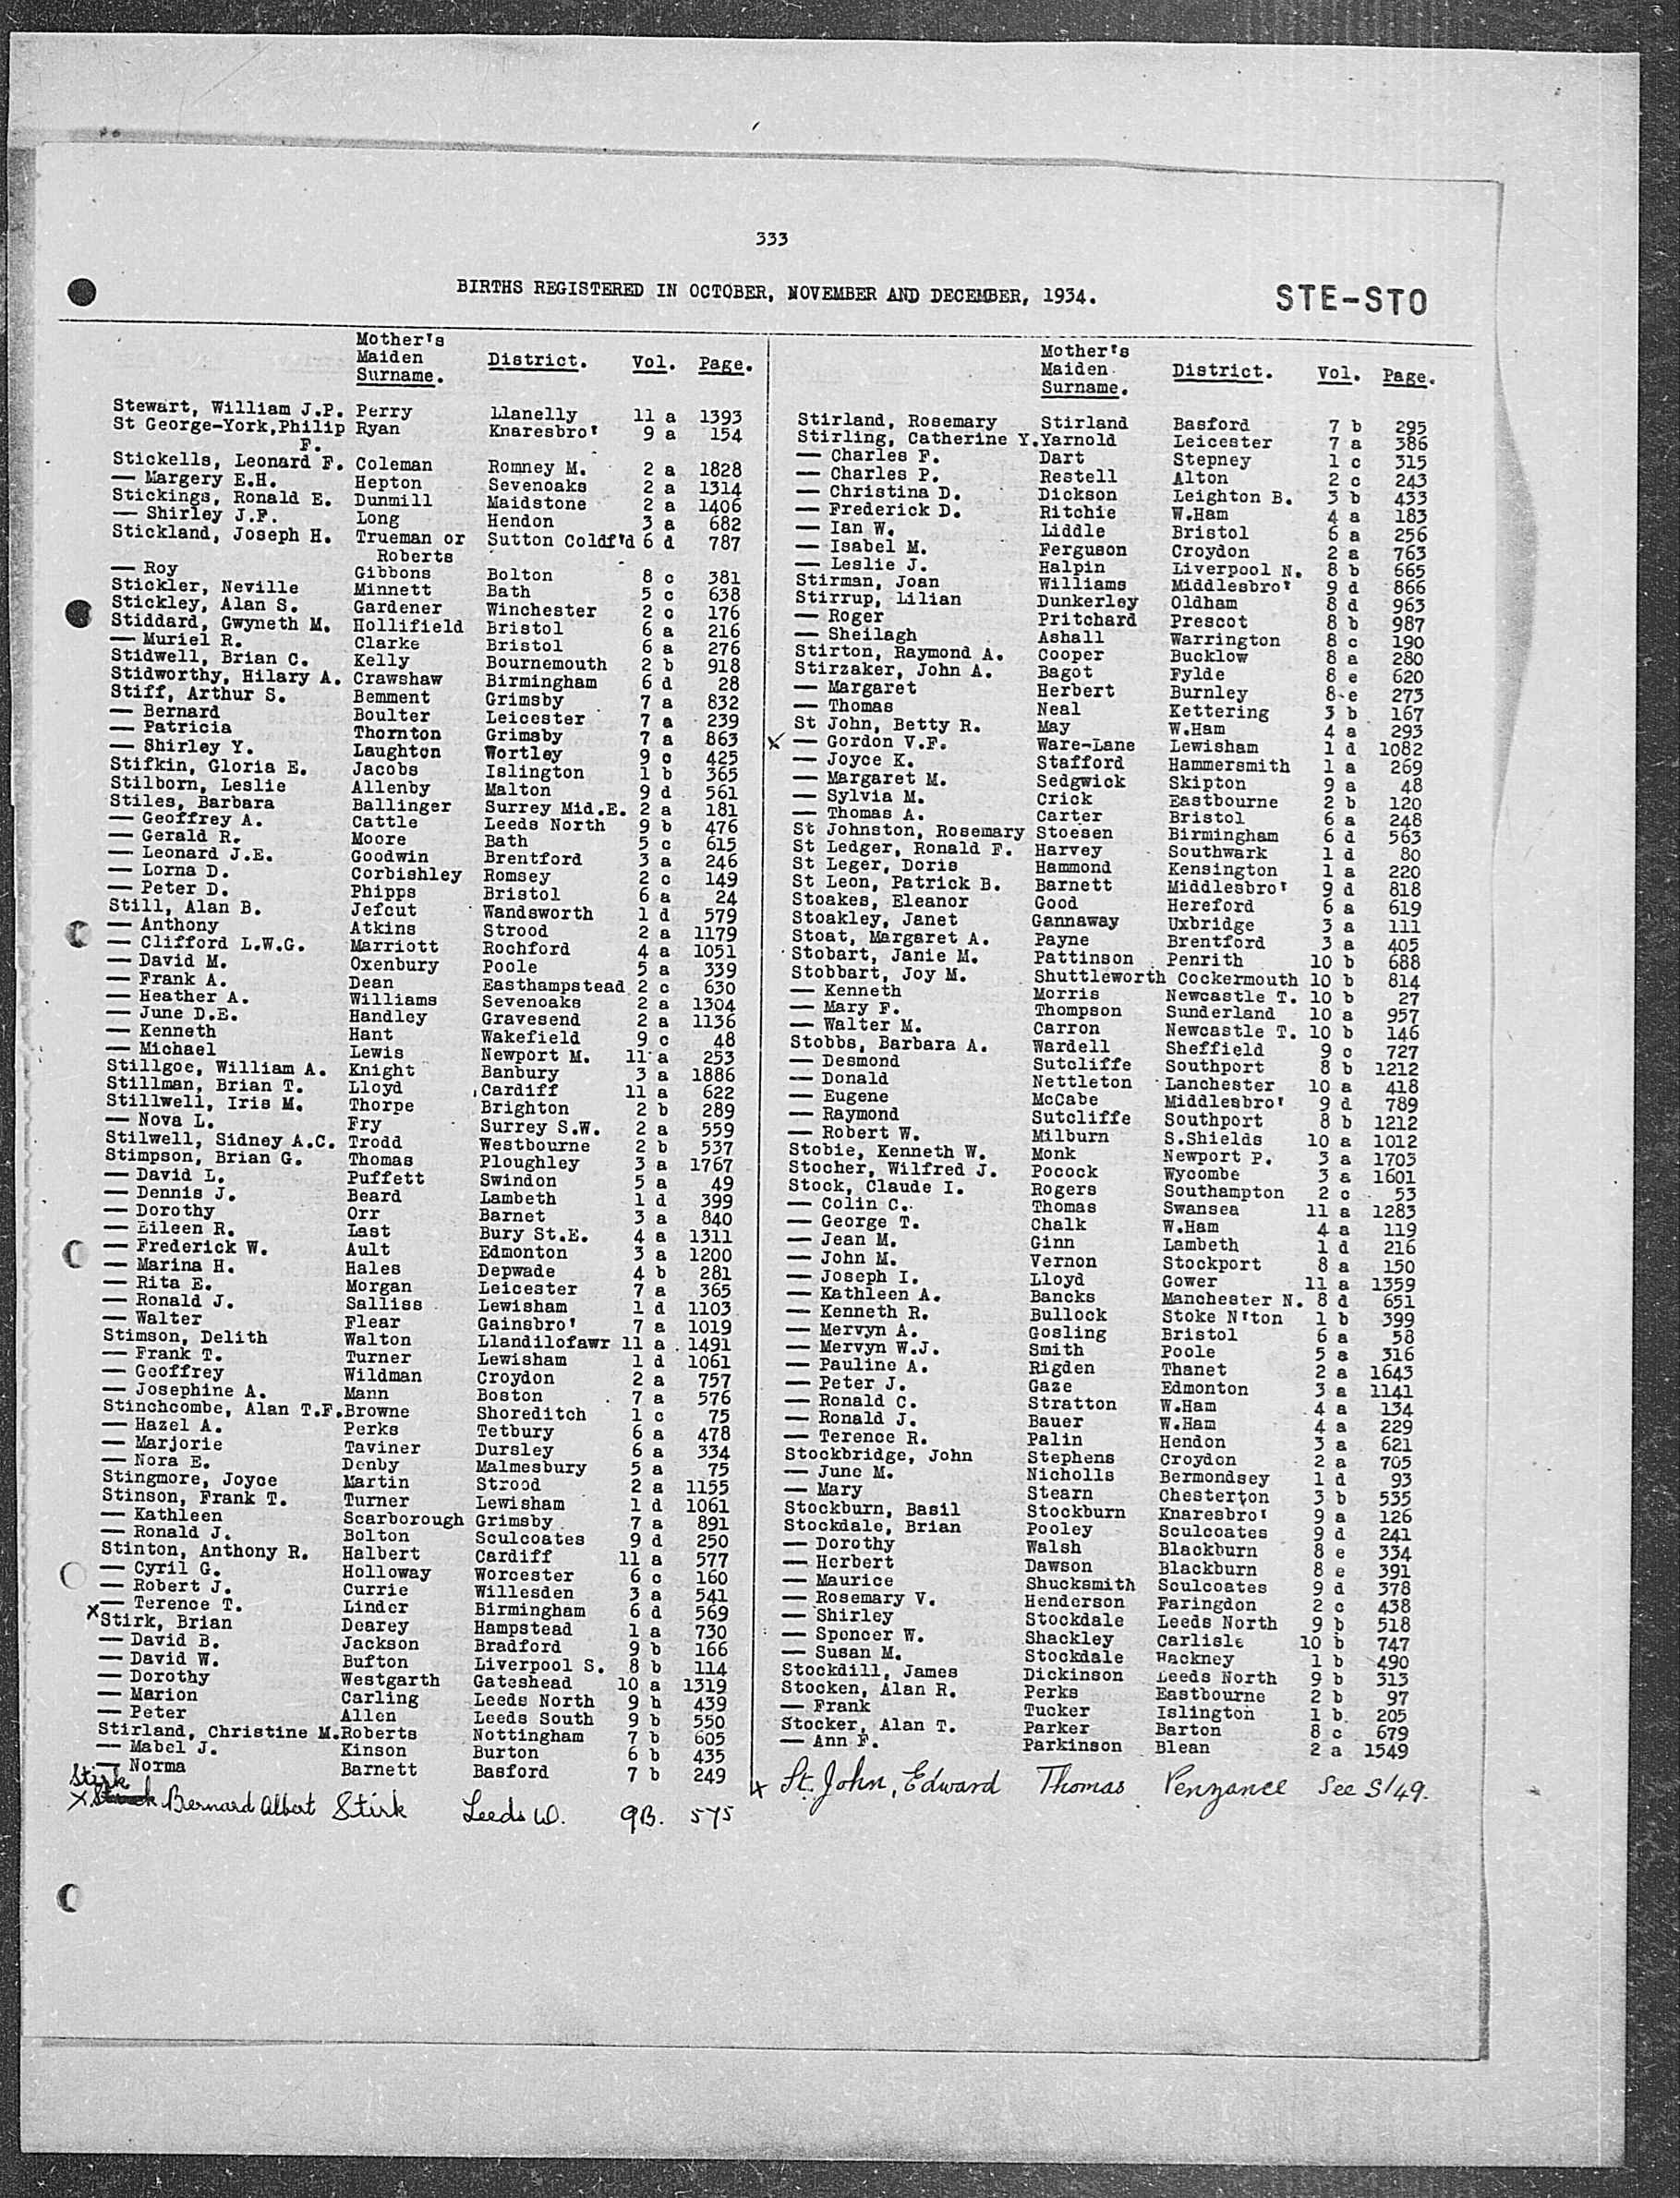 333
BIRTHS REGISTERED IN OCTOBER, NOVEMBER AND DECEMBER, 1934.
STE-STO
Mother's Maiden Surname. District. Vol. Page.
Stewart, William J.P. Perry Llanelly 11 a 1393
St George-York, Philip F. Ryan Knaresbro' 9 a 154
Stickells, Leonard F. Coleman Romney M. 2 a 1828
— Margery E.H. Hepton Sevenoaks 2 a 1314
Stickings, Ronald E. Dunmill Maidstone 2 a 1406
— Shirley J.F. Long Hendon 3 a 682
Stickland, Joseph H. Trueman or Roberts Sutton Coldf'd 6 d 787
— Roy Gibbons Bolton 8 c 381
Stickler, Neville Minnett Bath 5 c 638
Stickley, Alan S. Gardener Winchester 2 c 176
Stiddard, Gwyneth M. Hollifield Bristol 6 a 216
— Muriel R. Clarke Bristol 6 a 276
Stidwell, Brian C. Kelly Bournemouth 2 b 918
Stidworthy, Hilary A. Crawshaw Birmingham 6 d 28
Stiff, Arthur S. Bemment Grimsby 7 a 832
— Bernard Boulter Leicester 7 a 239
— Patricia Thornton Grimsby 7 a 863
— Shirley Y. Laughton Wortley 9 c 425
Stifkin, Gloria E. Jacobs Islington 1 b 365
Stilborn, Leslie Allenby Malton 9 d 561
Stiles, Barbara Ballinger Surrey Mid.E. 2 a 181
— Geoffrey A. Cattle Leeds North 9 b 476
— Gerald R. Moore Bath 5 c 615
— Leonard J.E. Goodwin Brentford 3 a 246
— Lorna D. Corbishley Romsey 2 c 149
— Peter D. Phipps Bristol 6 a 24
Still, Alan B. Jefcut Wandsworth 1 d 579
— Anthony Atkins Strood 2 a 1179
— Clifford L.W.G. Marriott Rochford 4 a 1051
— David M. Oxenbury Poole 5 a 339
— Frank A. Dean Easthampstead 2 c 630
— Heather A. Williams Sevenoaks 2 a 1304
— June D.E. Handley Gravesend 2 a 1136
— Kenneth Hant Wakefield 9 c 48
— Michael Lewis Newport M. 11 a 253
Stillgoe, William A. Knight Banbury 3 a 1886
Stillman, Brian T. Lloyd Cardiff 11 a 622
Stillwell, Iris M. Thorpe Brighton 2 b 289
— Nova L. Fry Surrey S.W. 2 a 559
Stilwell, Sidney A.C. Trodd Westbourne 2 b 537
Stimpson, Brian G. Thomas Ploughley 3 a 1767
— David L. Puffett Swindon 5 a 49
— Dennis J. Beard Lambeth 1 d 399
— Dorothy Orr Barnet 3 a 840
— Eileen R. Last Bury St.E. 4 a 1311
— Frederick W. Ault Edmonton 3 a 1200
— Marina H. Hales Depwade 4 b 281
— Rita E. Morgan Leicester 7 a 365
— Ronald J. Salliss Lewisham 1 d 1103
— Walter Flear Gainsbro' 7 a 1019
Stimson, Delith Walton Llandilofawr 11 a 1491
— Frank T. Turner Lewisham 1 d 1061
— Geoffrey Wildman Croydon 2 a 757
— Josephine A. Mann Boston 7 a 576
Stinchcombe, Alan T.F. Browne Shoreditch 1 c 75
— Hazel A. Perks Tetbury 6 a 478
— Marjorie Taviner Dursley 6 a 334
— Nora E. Denby Malmesbury 5 a 75
Stingmore, Joyce Martin Strood 2 a 1155
Stinson, Frank T. Turner Lewisham 1 d 1061
— Kathleen Scarborough Grimsby 7 a 891
— Ronald J. Bolton Sculcoates 9 d 250
Stinton, Anthony R. Halbert Cardiff 11 a 577
— Cyril G. Holloway Worcester 6 c 160
— Robert J. Currie Willesden 3 a 541
— Terence T. Linder Birmingham 6 d 569
x Stirk, Brian Dearey Hampstead 1 a 730
— David B. Jackson Bradford 9 b 166
— David W. Bufton Liverpool S. 8 b 114
— Dorothy Westgarth Gateshead 10 a 1319
— Marion Carling Leeds North 9 b 439
— Peter Allen Leeds South 9 b 550
Stirland, Christine M. Roberts Nottingham 7 b 605
— Mabel J. Kinson Burton 6 b 435
— Norma Barnett Basford 7 b 249
Stirk
x Bernard Albert Stirk Leeds W. 9B. 575
Mother's Maiden Surname. District. Vol. Page.
Stirland, Rosemary Stirland Basford 7 b 295
Stirling, Catherine Y. Yarnold Leicester 7 a 386
— Charles F. Dart Stepney 1 c 315
— Charles P. Restell Alton 2 c 243
— Christina D. Dickson Leighton B. 3 b 433
— Frederick D. Ritchie W.Ham 4 a 183
— Ian W. Liddle Bristol 6 a 256
— Isabel M. Ferguson Croydon 2 a 763
— Leslie J. Halpin Liverpool N. 8 b 665
Stirman, Joan Williams Middlesbro' 9 d 866
Stirrup, Lilian Dunkerley Oldham 8 d 963
— Roger Pritchard Prescot 8 b 987
— Sheilagh Ashall Warrington 8 c 190
Stirton, Raymond A. Cooper Bucklow 8 a 280
Stirzaker, John A. Bagot Fylde 8 e 620
— Margaret Herbert Burnley 8 e 273
— Thomas Neal Kettering 3 b 167
St John, Betty R. May W.Ham 4 a 293
x — Gordon V.F. Ware-Lane Lewisham 1 d 1082
— Joyce K. Stafford Hammersmith 1 a 269
— Margaret M. Sedgwick Skipton 9 a 48
— Sylvia M. Crick Eastbourne 2 b 120
— Thomas A. Carter Bristol 6 a 248
St Johnston, Rosemary Stoesen Birmingham 6 d 563
St Ledger, Ronald F. Harvey Southwark 1 d 80
St Leger, Doris Hammond Kensington 1 a 220
St Leon, Patrick B. Barnett Middlesbro' 9 d 818
Stoakes, Eleanor Good Hereford 6 a 619
Stoakley, Janet Gannaway Uxbridge 3 a 111
Stoat, Margaret A. Payne Brentford 3 a 405
Stobart, Janie M. Pattinson Penrith 10 b 688
Stobbart, Joy M. Shuttleworth Cockermouth 10 b 814
— Kenneth Morris Newcastle T. 10 b 27
— Mary F. Thompson Sunderland 10 a 957
— Walter M. Carron Newcastle T. 10 b 146
Stobbs, Barbara A. Wardell Sheffield 9 c 727
— Desmond Sutcliffe Southport 8 b 1212
— Donald Nettleton Lanchester 10 a 418
— Eugene McCabe Middlesbro' 9 d 789
— Raymond Sutcliffe Southport 8 b 1212
— Robert W. Milburn S.Shields 10 a 1012
Stobie, Kenneth W. Monk Newport P. 3 a 1705
Stocher, Wilfred J. Pocock Wycombe 3 a 1601
Stock, Claude I. Rogers Southampton 2 c 53
— Colin C. Thomas Swansea 11 a 1283
— George T. Chalk W.Ham 4 a 119
— Jean M. Ginn Lambeth 1 d 216
— John M. Vernon Stockport 8 a 150
— Joseph I. Lloyd Gower 11 a 1359
— Kathleen A. Bancks Manchester N. 8 d 651
— Kenneth R. Bullock Stoke N'ton 1 b 399
— Mervyn A. Gosling Bristol 6 a 58
— Mervyn W.J. Smith Poole 5 a 316
— Pauline A. Rigden Thanet 2 a 1643
— Peter J. Gaze Edmonton 3 a 1141
— Ronald C. Stratton W.Ham 4 a 134
— Ronald J. Bauer W.Ham 4 a 229
— Terence R. Palin Hendon 3 a 621
Stockbridge, John Stephens Croydon 2 a 705
— June M. Nicholls Bermondsey 1 d 93
— Mary Stearn Chesterton 3 b 535
Stockburn, Basil Stockburn Knaresbro' 9 a 126
Stockdale, Brian Pooley Sculcoates 9 d 241
— Dorothy Walsh Blackburn 8 e 334
— Herbert Dawson Blackburn 8 e 391
— Maurice Shucksmith Sculcoates 9 d 378
— Rosemary V. Henderson Faringdon 2 c 438
— Shirley Stockdale Leeds North 9 b 518
— Spencer W. Shackley Carlisle 10 b 747
— Susan M. Stockdale Hackney 1 b 490
Stockdill, James Dickinson Leeds North 9 b 313
Stocken, Alan R. Perks Eastbourne 2 b 97
— Frank Tucker Islington 1 b 205
Stocker, Alan T. Parker Barton 8 c 679
— Ann F. Parkinson Blean 2 a 1549
x St. John, Edward Thomas Penzance See S/49.